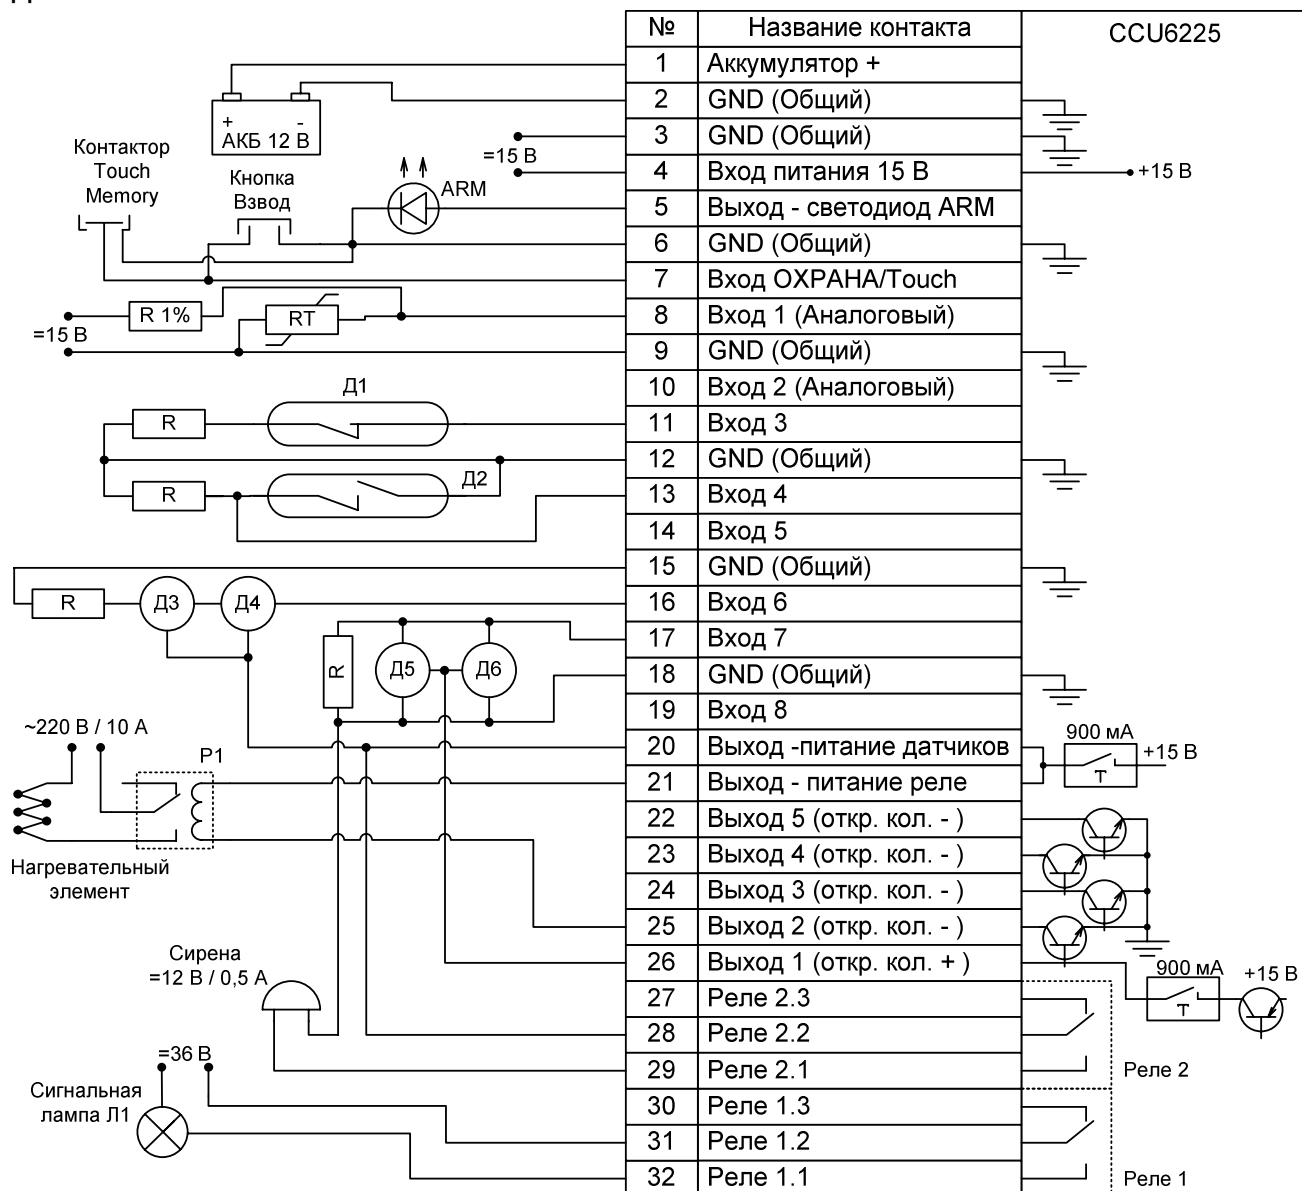 № Название контакта CCU6225
1 Аккумулятор +
2 GND (Общий)
3 GND (Общий)
4 Вход питания 15 В
5 Выход - светодиод ARM
6 GND (Общий)
7 Вход ОХРАНА/Touch
8 Вход 1 (Аналоговый)
9 GND (Общий)
10 Вход 2 (Аналоговый)
11 Вход 3
12 GND (Общий)
13 Вход 4
14 Вход 5
15 GND (Общий)
16 Вход 6
17 Вход 7
18 GND (Общий)
19 Вход 8
20 Выход -питание датчиков
21 Выход - питание реле
22 Выход 5 (откр. кол. - )
23 Выход 4 (откр. кол. - )
24 Выход 3 (откр. кол. - )
25 Выход 2 (откр. кол. - )
26 Выход 1 (откр. кол. + )
27 Реле 2.3
28 Реле 2.2
29 Реле 2.1
30 Реле 1.3
31 Реле 1.2
32 Реле 1.1
+ -
АКБ 12 В
Контактор
Touch
Memory
Кнопка
Взвод
=15 В
ARM
R 1%
RT
=15 В
Д1
R
Д2
R
R
Д3
Д4
R
Д5
Д6
~220 В / 10 А
Р1
Нагревательный
элемент
Сирена
=12 В / 0,5 А
=36 В
Сигнальная
лампа Л1
+15 В
900 мА
+15 В
T
900 мА
+15 В
T
Реле 2
Реле 1